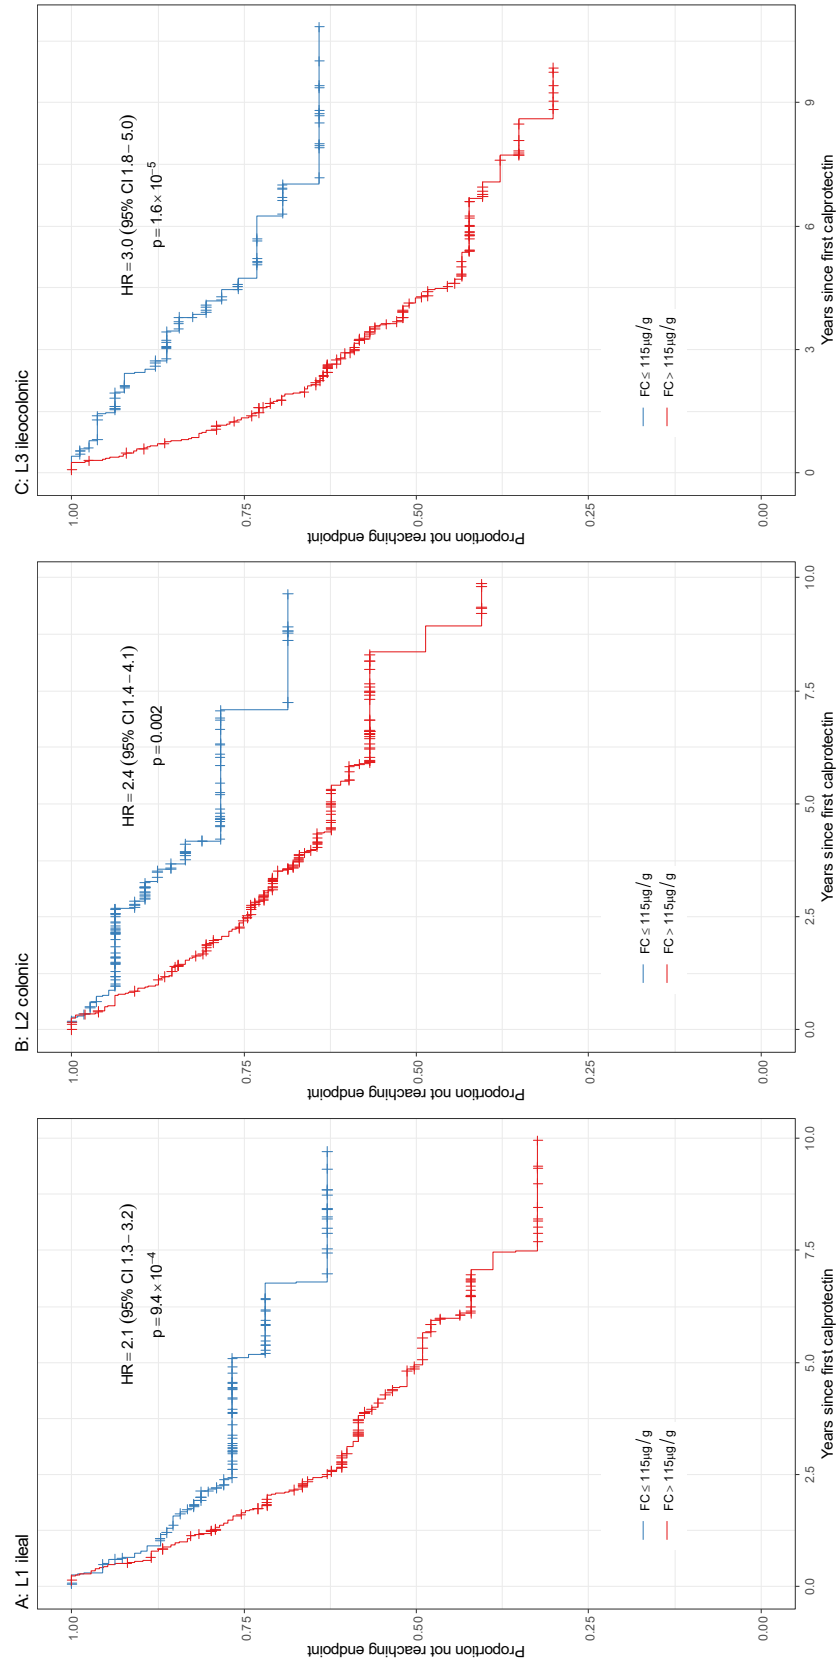 A: L1 ileal
Proportion not reaching endpoint
1.00
0.75
0.50
0.25
0.00
HR = 2.1 (95% CI 1.3 – 3.2)
p = 9.4 × 10⁻⁴
FC ≤ 115μg/g
FC > 115μg/g
0.0 2.5 5.0 7.5 10.0
Years since first calprotectin
B: L2 colonic
Proportion not reaching endpoint
1.00
0.75
0.50
0.25
0.00
HR = 2.4 (95% CI 1.4 – 4.1)
p = 0.002
FC ≤ 115μg/g
FC > 115μg/g
0.0 2.5 5.0 7.5 10.0
Years since first calprotectin
C: L3 ileocolonic
Proportion not reaching endpoint
1.00
0.75
0.50
0.25
0.00
HR = 3.0 (95% CI 1.8 – 5.0)
p = 1.6 × 10⁻⁵
FC ≤ 115μg/g
FC > 115μg/g
0 3 6 9
Years since first calprotectin